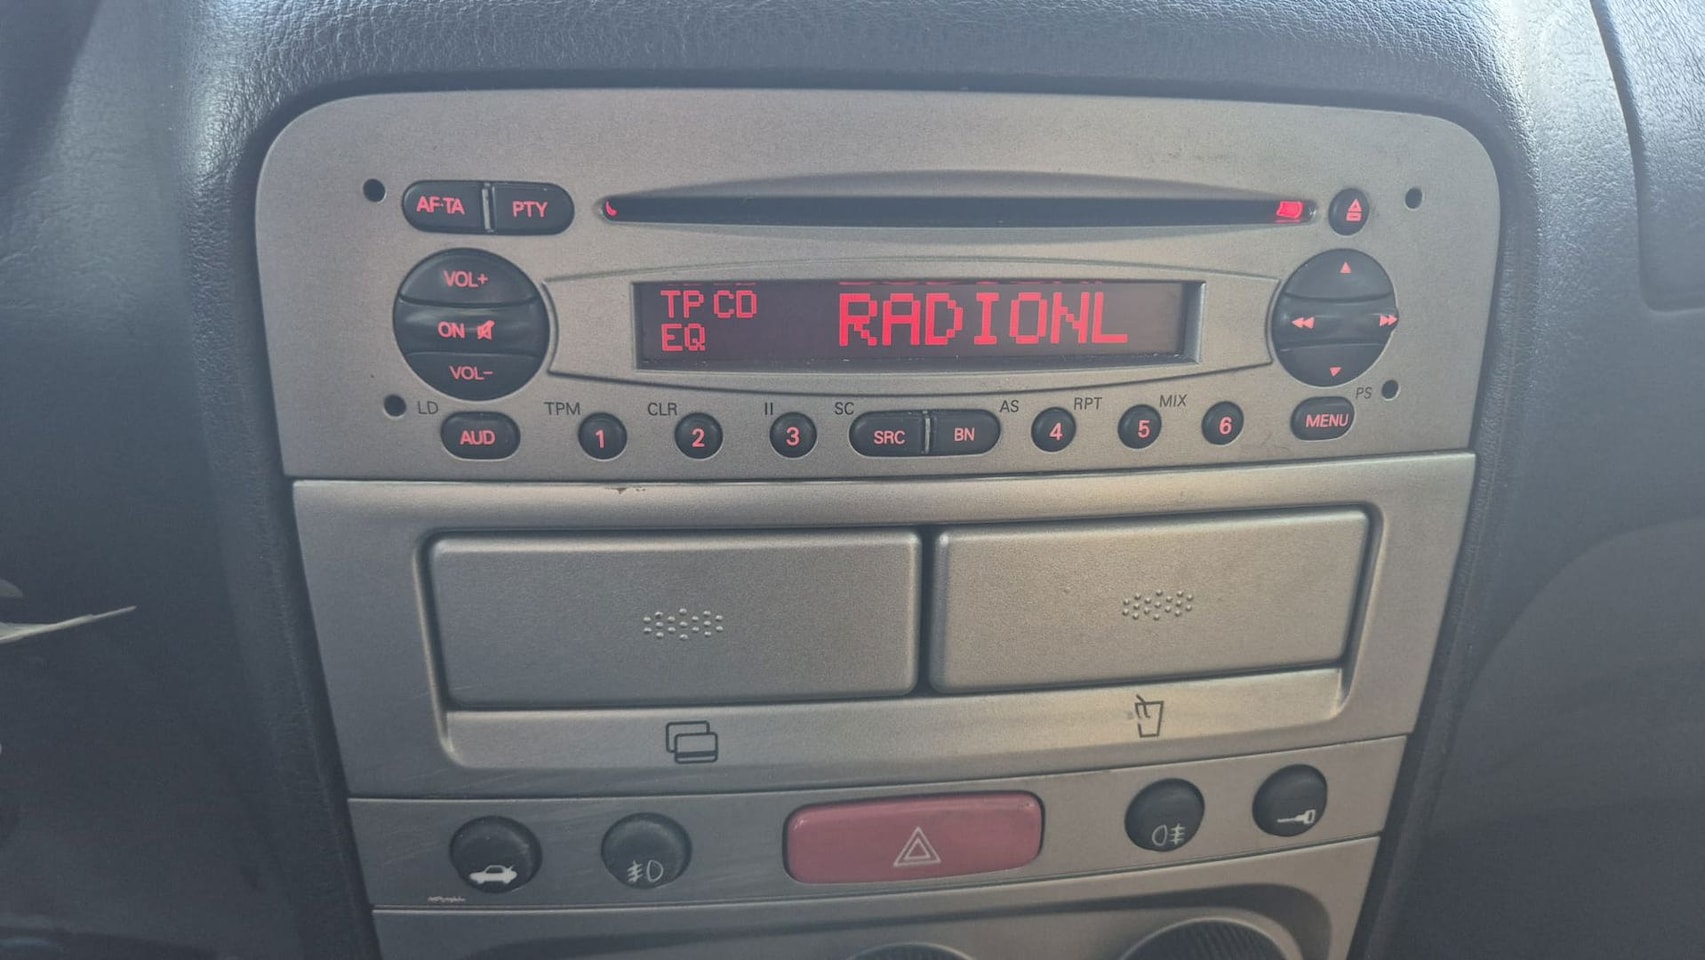 AF·TA PTY
VOL+
ON
VOL-
TP CD
EQ
RADIONL
LD TPM CLR II SC AS RPT MIX PS
AUD 1 2 3 SRC BN 4 5 6 MENU